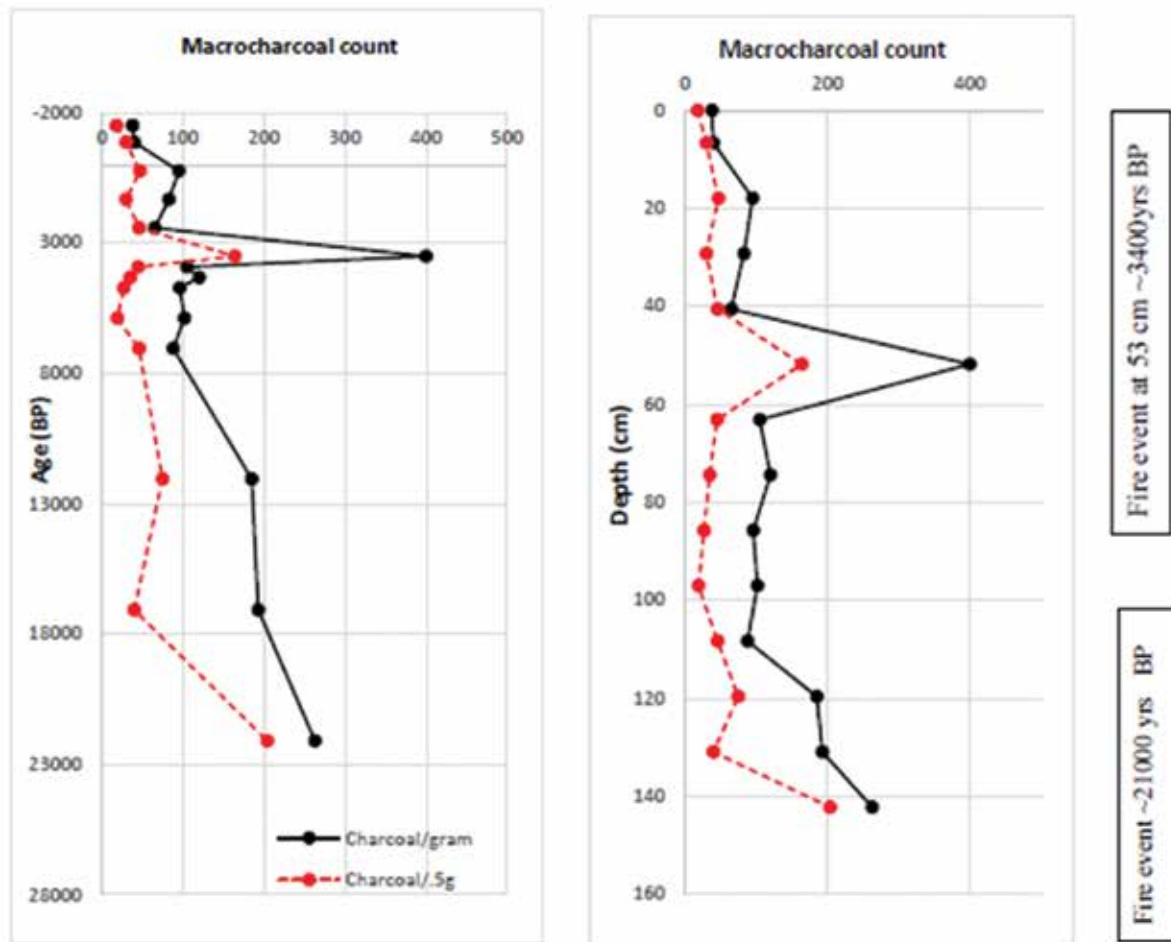 Macrocharcoal count
-2000
0 100 200 300 400 500
3000
8000
13000
18000
23000
28000
Age (BP)
Charcoal/gram
Charcoal/.5g
Macrocharcoal count
0 200 400
0
20
40
60
80
100
120
140
160
Depth (cm)
Fire event at 53 cm ~3400yrs BP
Fire event ~21000 yrs BP